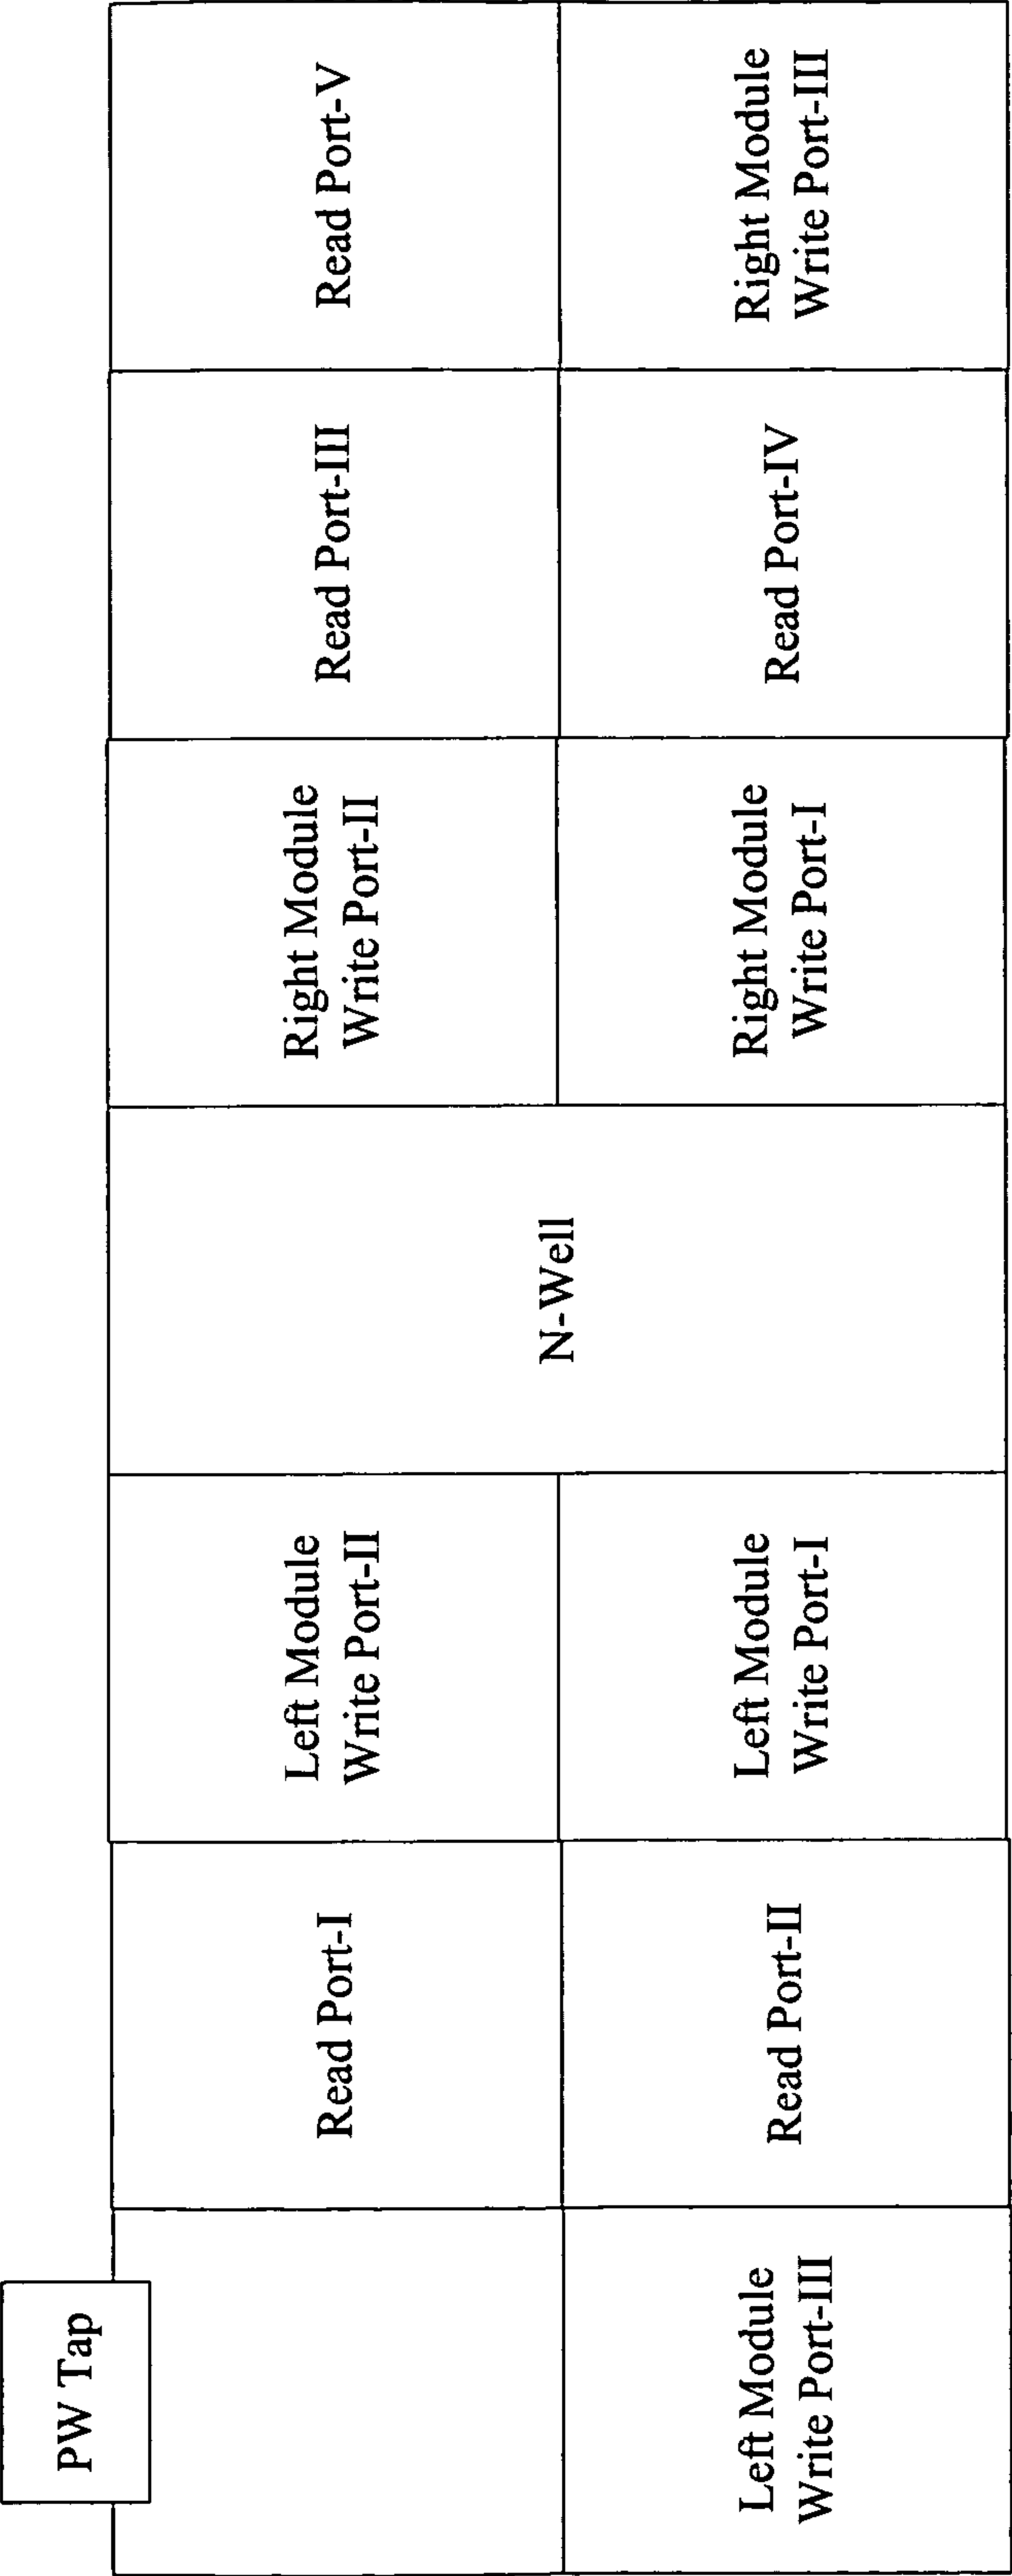 PW Tap
Read Port-I
Left Module
Write Port-II
Right Module
Write Port-II
Read Port-III
Read Port-V
N-Well
Left Module
Write Port-III
Read Port-II
Left Module
Write Port-I
Right Module
Write Port-I
Read Port-IV
Right Module
Write Port-III